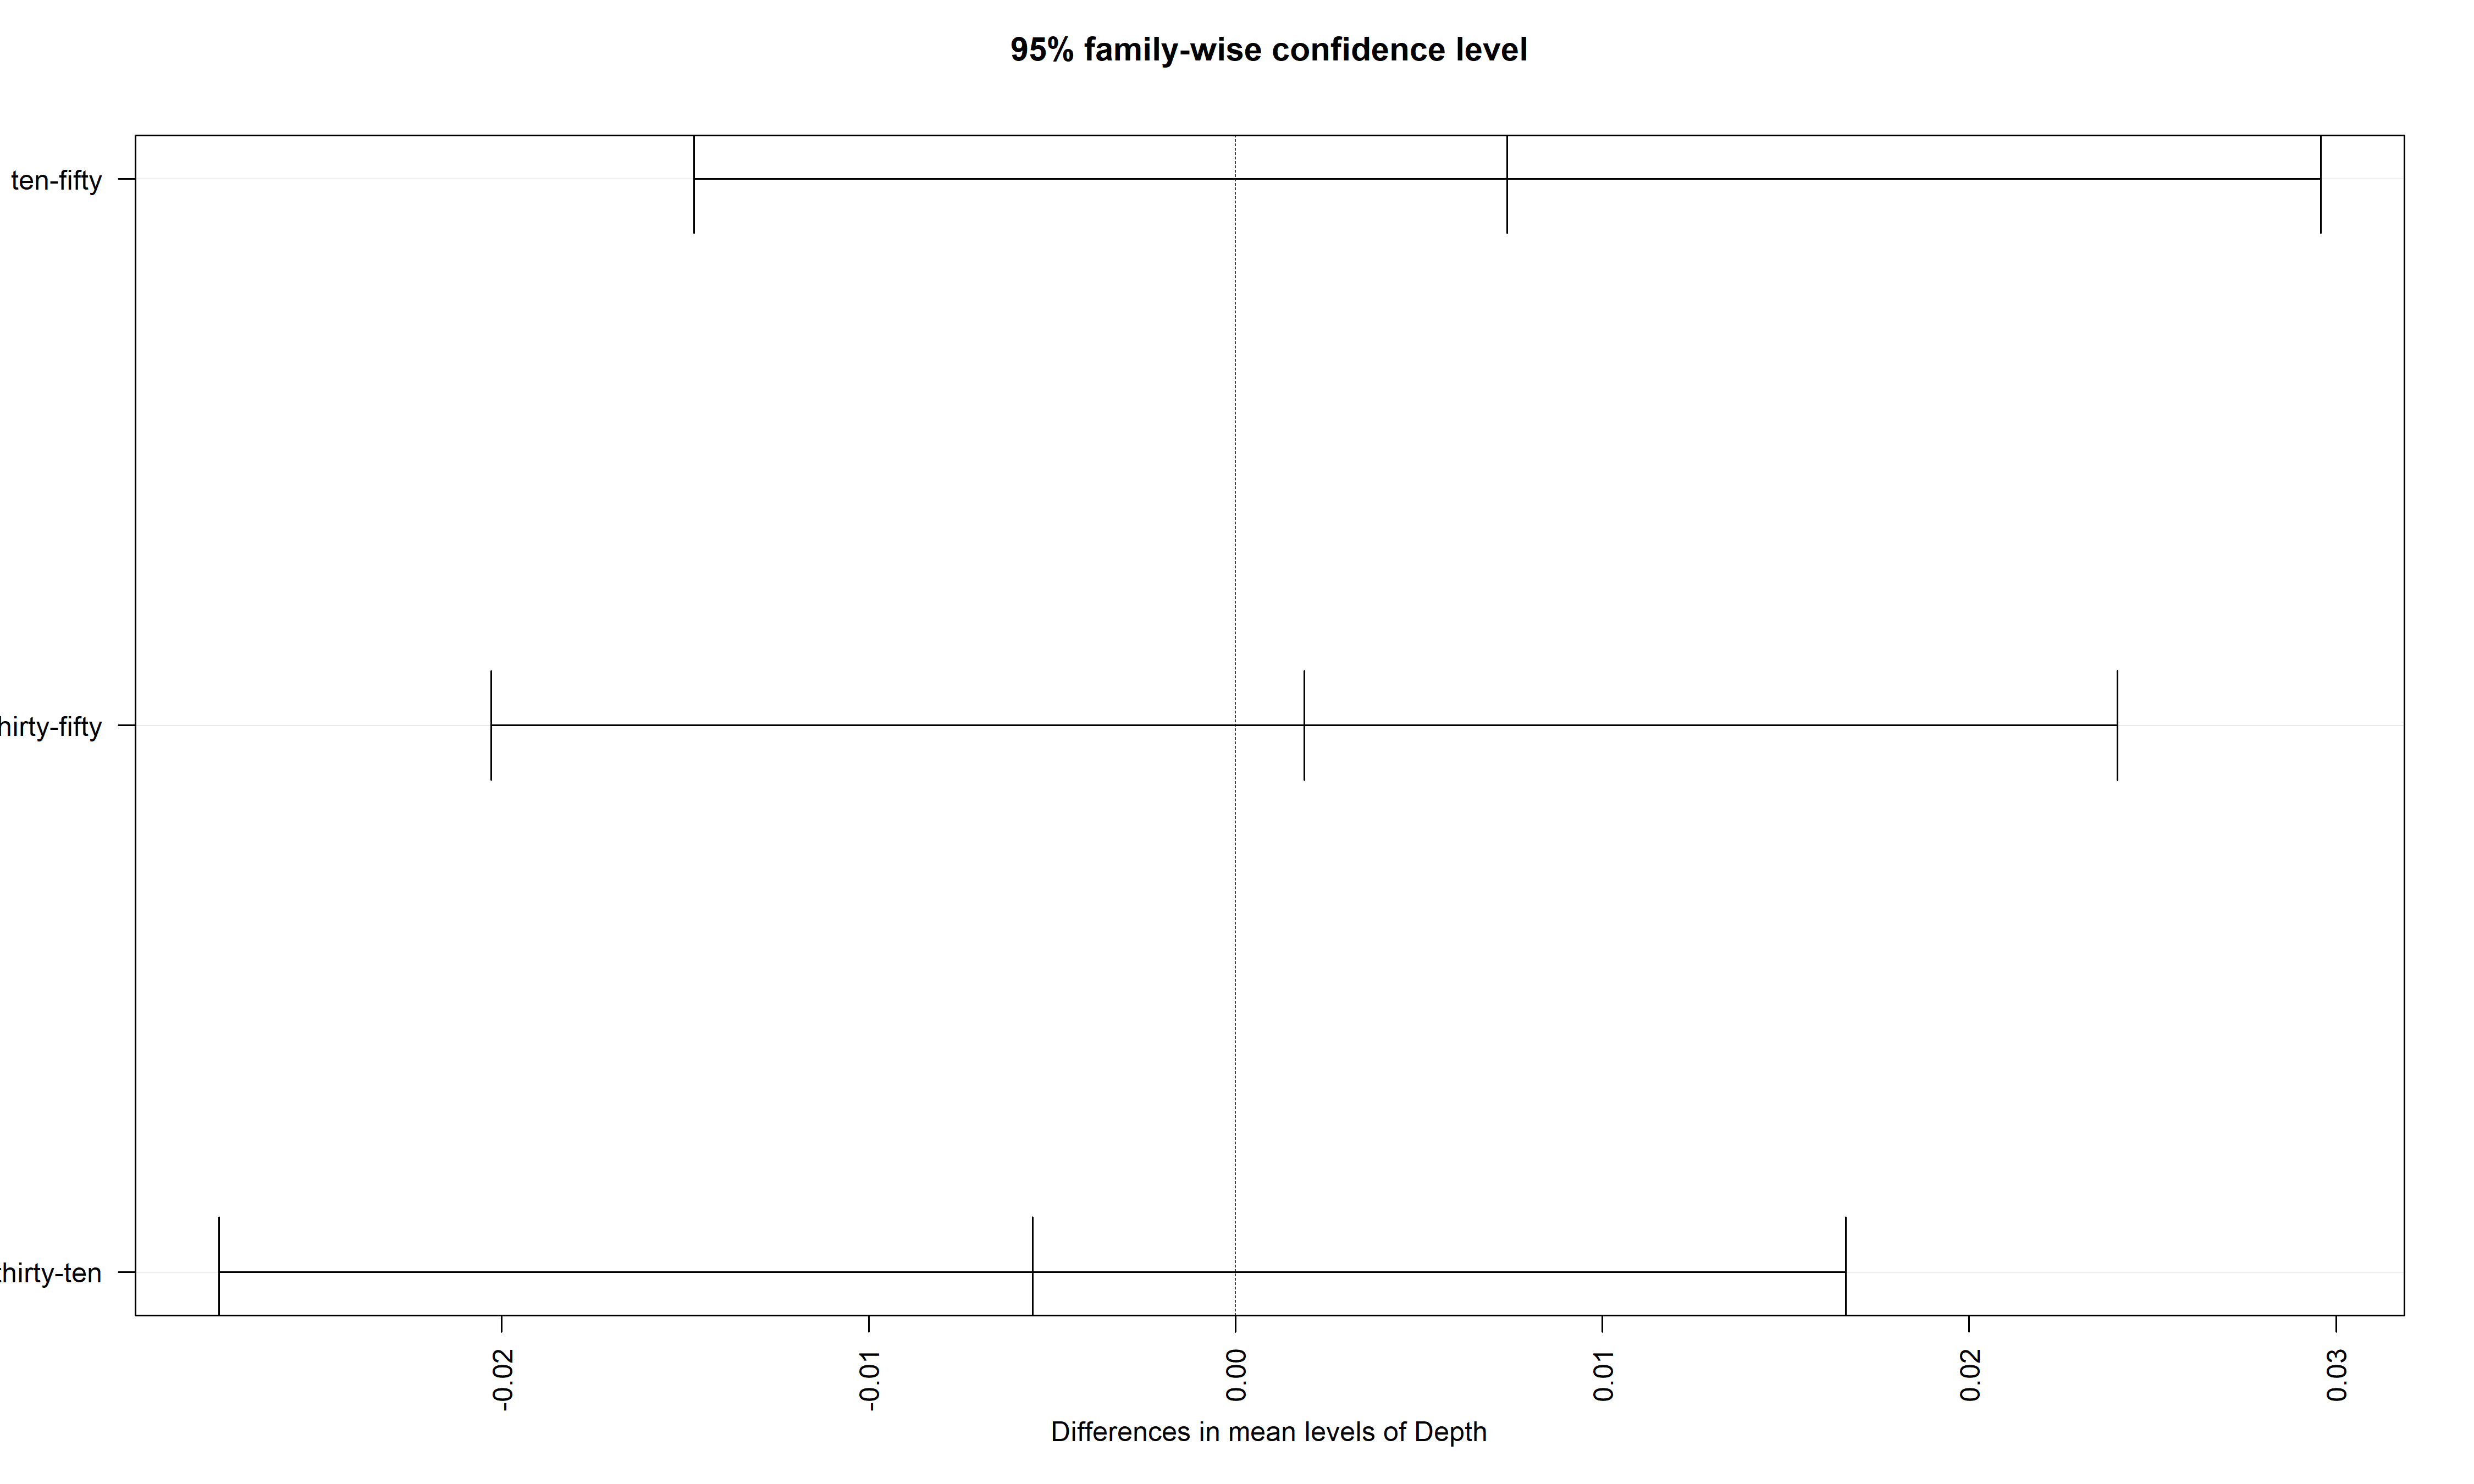 95% family-wise confidence level
ten-fifty
hirty-fifty
thirty-ten
-0.02
-0.01
0.00
0.01
0.02
0.03
Differences in mean levels of Depth